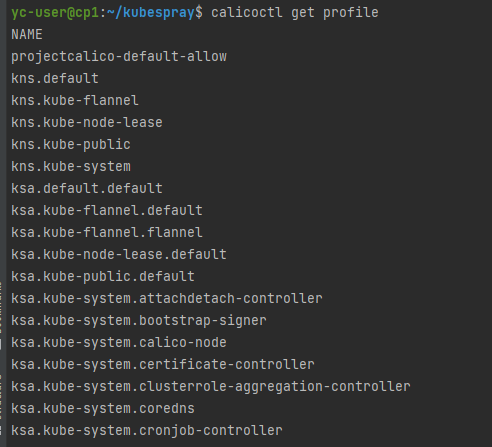 yc-user@cp1:~/kubespray$ calicoctl get profile
NAME
projectcalico-default-allow
kns.default
kns.kube-flannel
kns.kube-node-lease
kns.kube-public
kns.kube-system
ksa.default.default
ksa.kube-flannel.default
ksa.kube-flannel.flannel
ksa.kube-node-lease.default
ksa.kube-public.default
ksa.kube-system.attachdetach-controller
ksa.kube-system.bootstrap-signer
ksa.kube-system.calico-node
ksa.kube-system.certificate-controller
ksa.kube-system.clusterrole-aggregation-controller
ksa.kube-system.coredns
ksa.kube-system.cronjob-controller